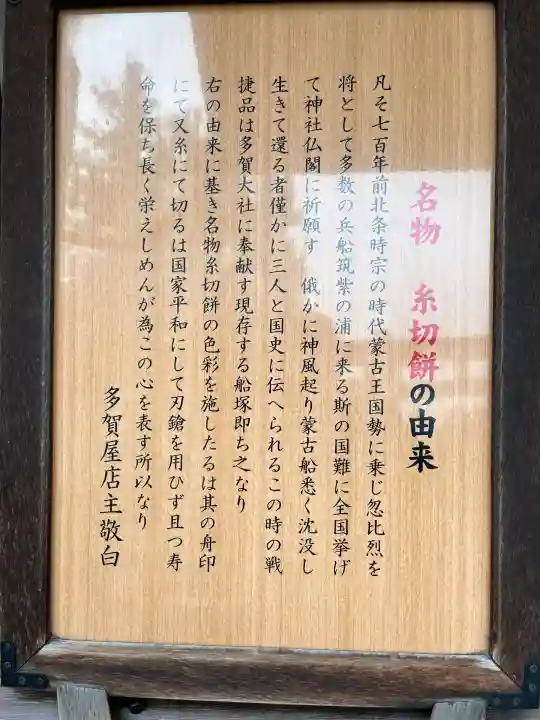 名物 糸切餅の由来
凡そ七百年前北条時宗の時代蒙古王国勢に乗じ忽比烈を
将として多数の兵船筑紫の浦に来る斯の国難に全国挙げ
て神社仏閣に祈願す 俄かに神風起り蒙古船悉く沈没し
生きて還る者僅かに三人と国史に伝へられるこの時の戦
捷品は多賀大社に奉献す現存する船塚即ち之なり
右の由来に基き名物糸切餅の色彩を施したるは其の舟印
にて又糸にて切るは国家平和にして刃鎗を用ひず且つ寿
命を保ち長く栄えしめんが為この心を表す所以なり
多賀屋店主敬白